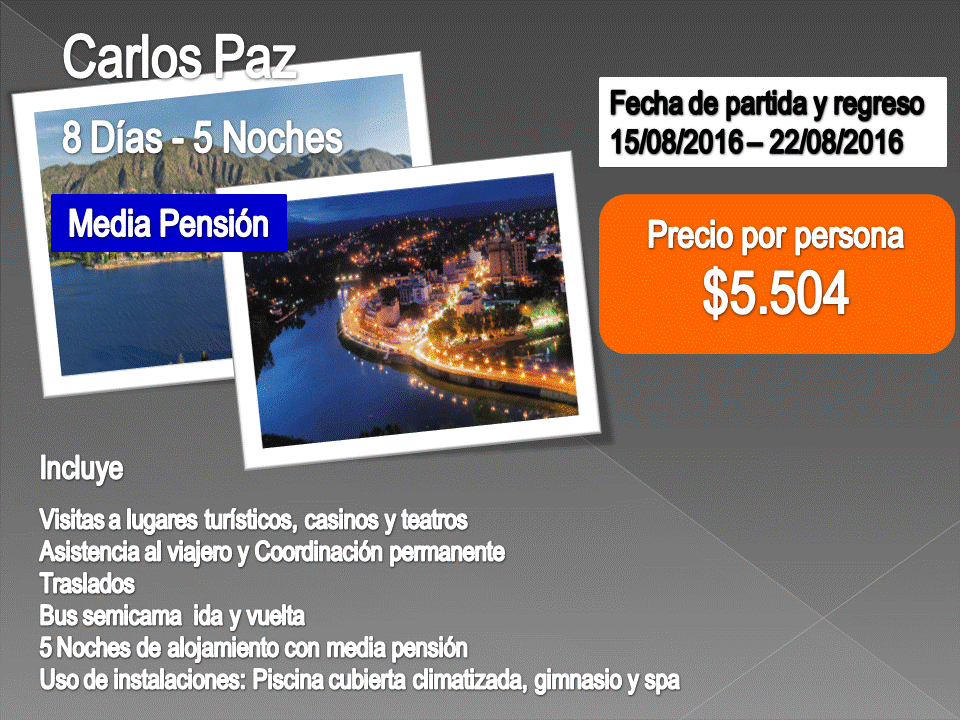 Carlos Paz
8 Días - 5 Noches
Media Pensión
Fecha de partida y regreso
15/08/2016 – 22/08/2016
Precio por persona
$5.504
Incluye
Visitas a lugares turísticos, casinos y teatros
Asistencia al viajero y Coordinación permanente
Traslados
Bus semicama ida y vuelta
5 Noches de alojamiento con media pensión
Uso de instalaciones: Piscina cubierta climatizada, gimnasio y spa